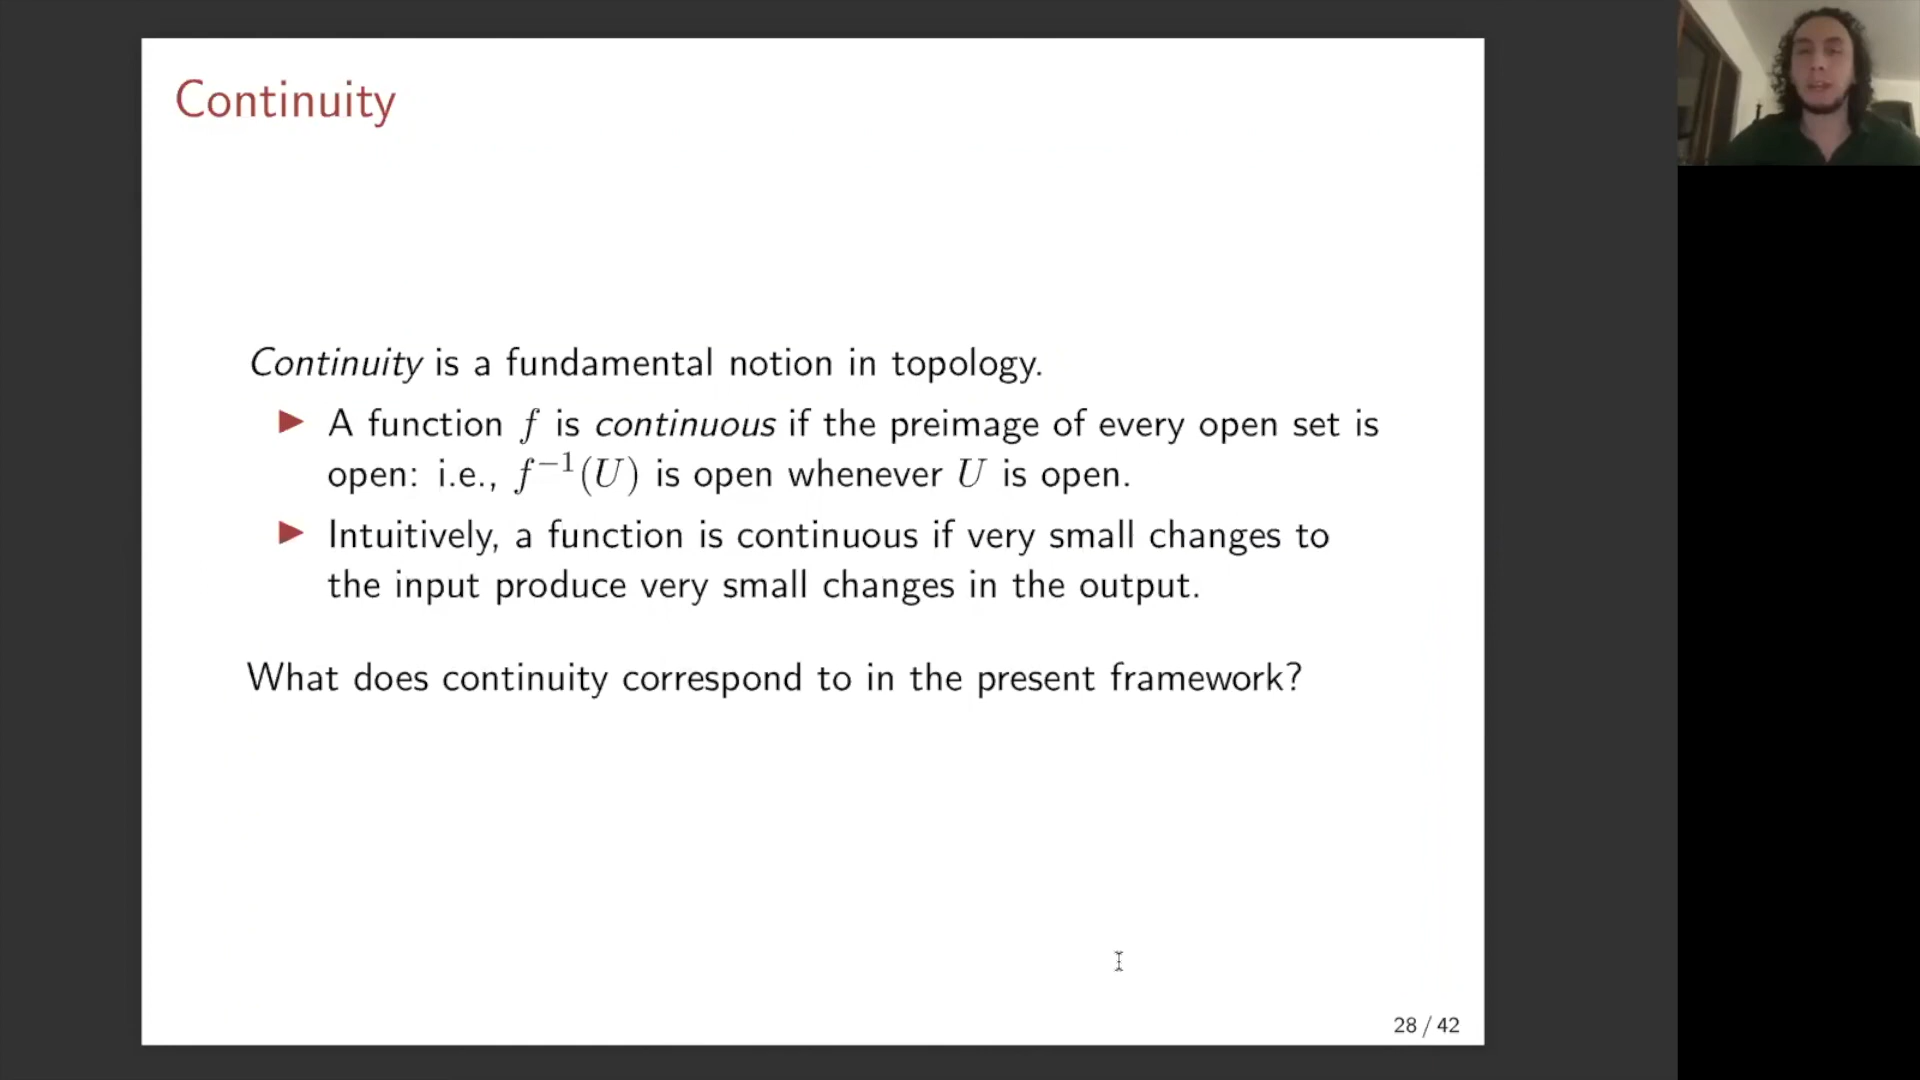 Continuity
Continuity is a fundamental notion in topology.
▶ A function f is continuous if the preimage of every open set is
open: i.e., f⁻¹(U) is open whenever U is open.
▶ Intuitively, a function is continuous if very small changes to
the input produce very small changes in the output.
What does continuity correspond to in the present framework?
28 / 42